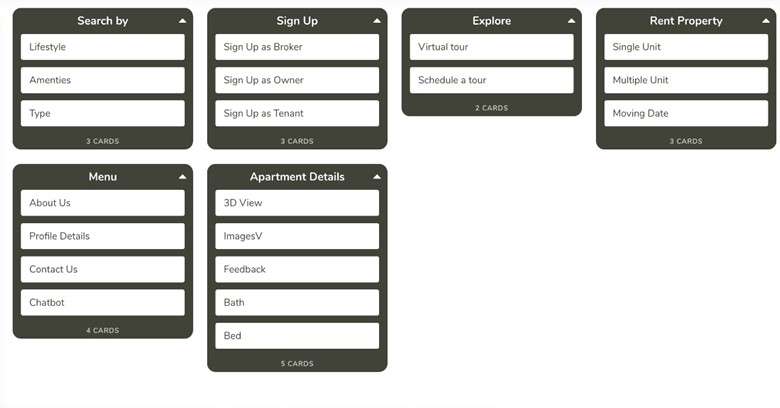 Search by
Lifestyle
Amenties
Type
3 CARDS
Sign Up
Sign Up as Broker
Sign Up as Owner
Sign Up as Tenant
3 CARDS
Explore
Virtual tour
Schedule a tour
2 CARDS
Rent Property
Single Unit
Multiple Unit
Moving Date
3 CARDS
Menu
About Us
Profile Details
Contact Us
Chatbot
4 CARDS
Apartment Details
3D View
ImagesV
Feedback
Bath
Bed
5 CARDS